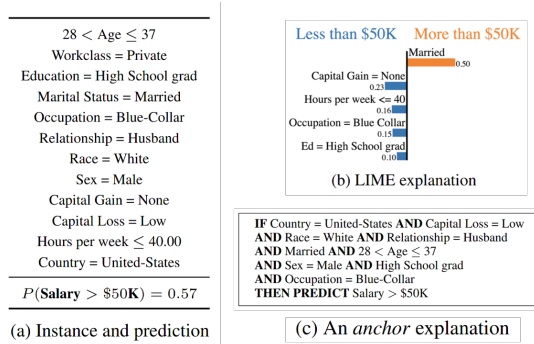 28 < Age ≤ 37
Workclass = Private
Education = High School grad
Marital Status = Married
Occupation = Blue-Collar
Relationship = Husband
Race = White
Sex = Male
Capital Gain = None
Capital Loss = Low
Hours per week ≤ 40.00
Country = United-States
P(Salary > $50K) = 0.57
(a) Instance and prediction
Less than $50K More than $50K
Married
0.50
Capital Gain = None
0.23
Hours per week <= 40
0.16
Occupation = Blue Collar
0.15
Ed = High School grad
0.10
(b) LIME explanation
IF Country = United-States AND Capital Loss = Low
AND Race = White AND Relationship = Husband
AND Married AND 28 < Age ≤ 37
AND Sex = Male AND High School grad
AND Occupation = Blue-Collar
THEN PREDICT Salary > $50K
(c) An anchor explanation